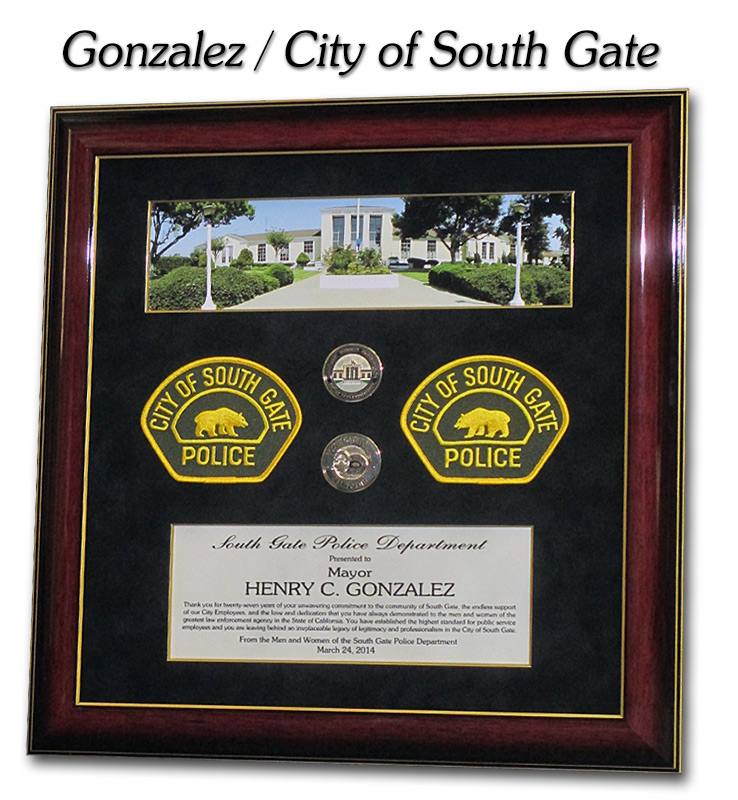 Gonzalez / City of South Gate
CITY OF SOUTH GATE
POLICE
CITY OF SOUTH GATE
POLICE
South Gate Police Department
Presented to
Mayor
HENRY C. GONZALEZ
Thank you for twenty-seven years of your unwavering commitment to the community of South Gate, the endless support
of our City Employees, and the love and dedication that you have always demonstrated to the men and women of the
greatest law enforcement agency in the State of California. You have established the highest standard for public service
employees and you are leaving behind an irreplaceable legacy of legitimacy and professionalism in the City of South Gate.
From the Men and Women of the South Gate Police Department
March 24, 2014